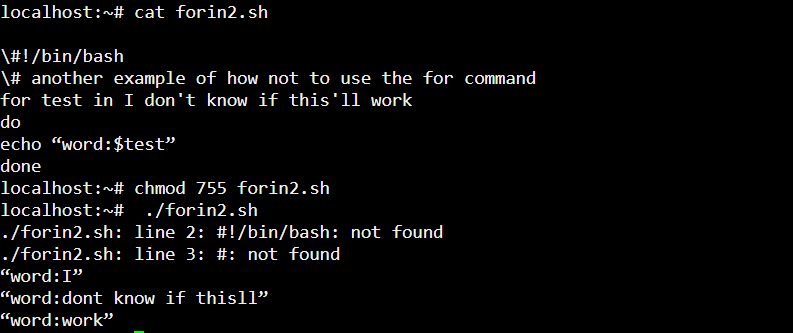 localhost:~# cat forin2.sh
\#!/bin/bash
\# another example of how not to use the for command
for test in I don't know if this'll work
do
echo “word:$test”
done
localhost:~# chmod 755 forin2.sh
localhost:~#  ./forin2.sh
./forin2.sh: line 2: #!/bin/bash: not found
./forin2.sh: line 3: #: not found
“word:I”
“word:dont know if thisll”
“word:work”